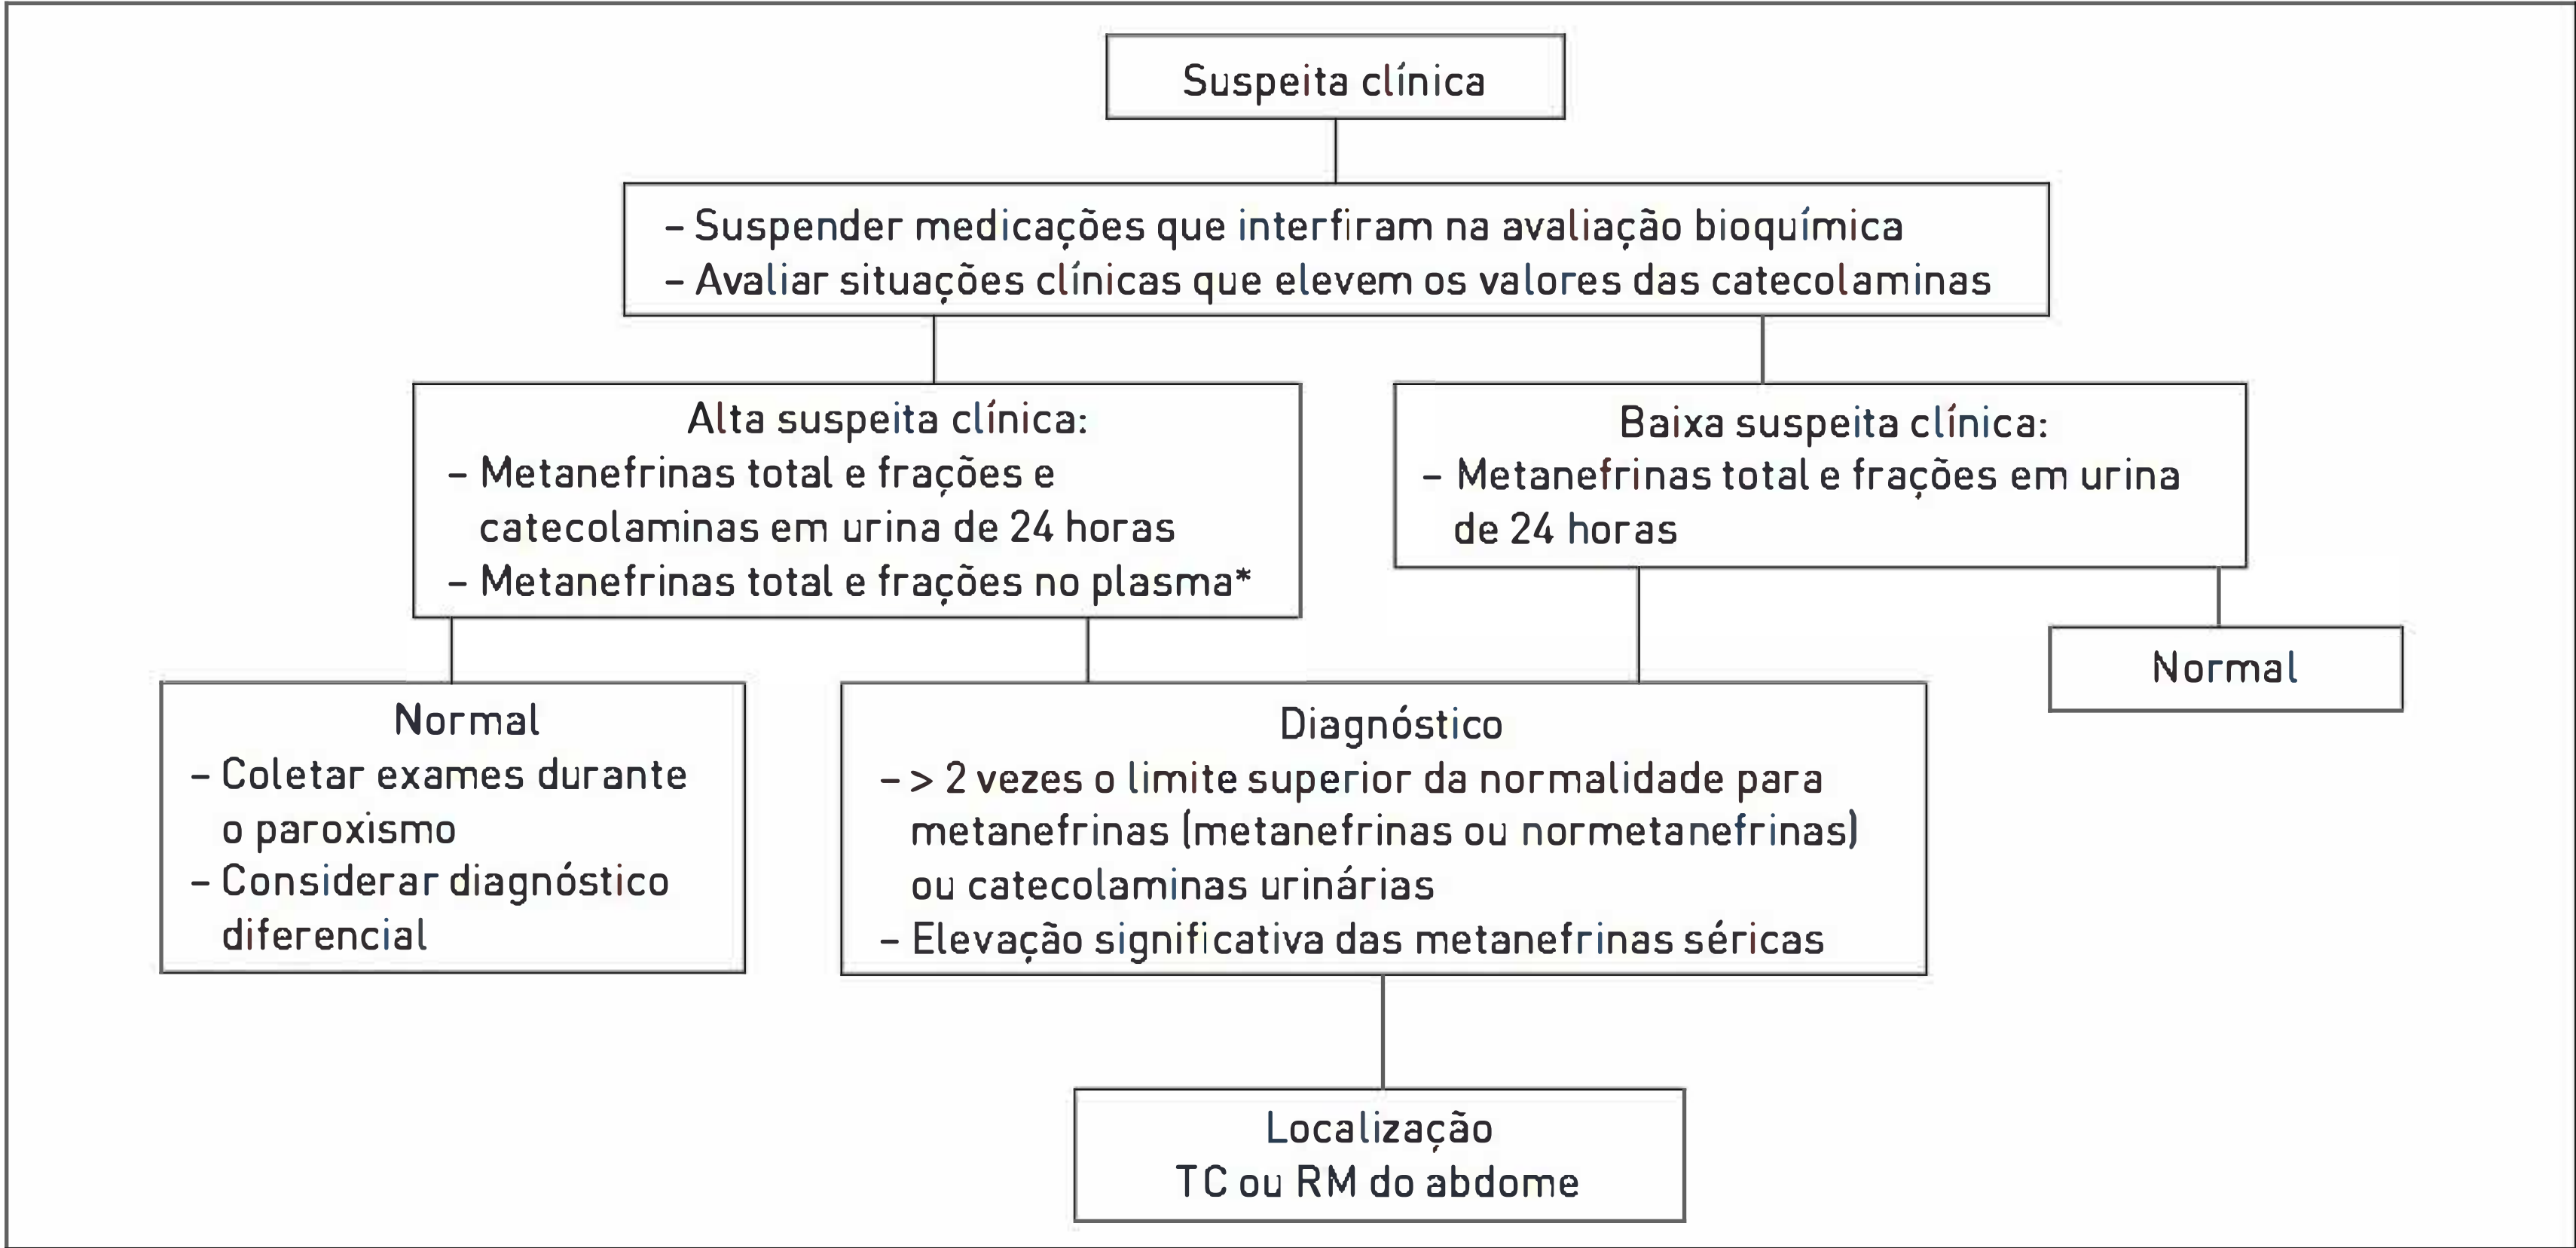 Suspeita clínica
– Suspender medicações que interfiram na avaliação bioquímica
– Avaliar situações clínicas que elevem os valores das catecolaminas
Alta suspeita clínica:
– Metanefrinas total e frações e
catecolaminas em urina de 24 horas
– Metanefrinas total e frações no plasma*
Baixa suspeita clínica:
– Metanefrinas total e frações em urina
de 24 horas
Normal
Normal
– Coletar exames durante
o paroxismo
– Considerar diagnóstico
diferencial
Diagnóstico
– > 2 vezes o limite superior da normalidade para
metanefrinas (metanefrinas ou normetanefrinas)
ou catecolaminas urinárias
– Elevação significativa das metanefrinas séricas
Localização
TC ou RM do abdome